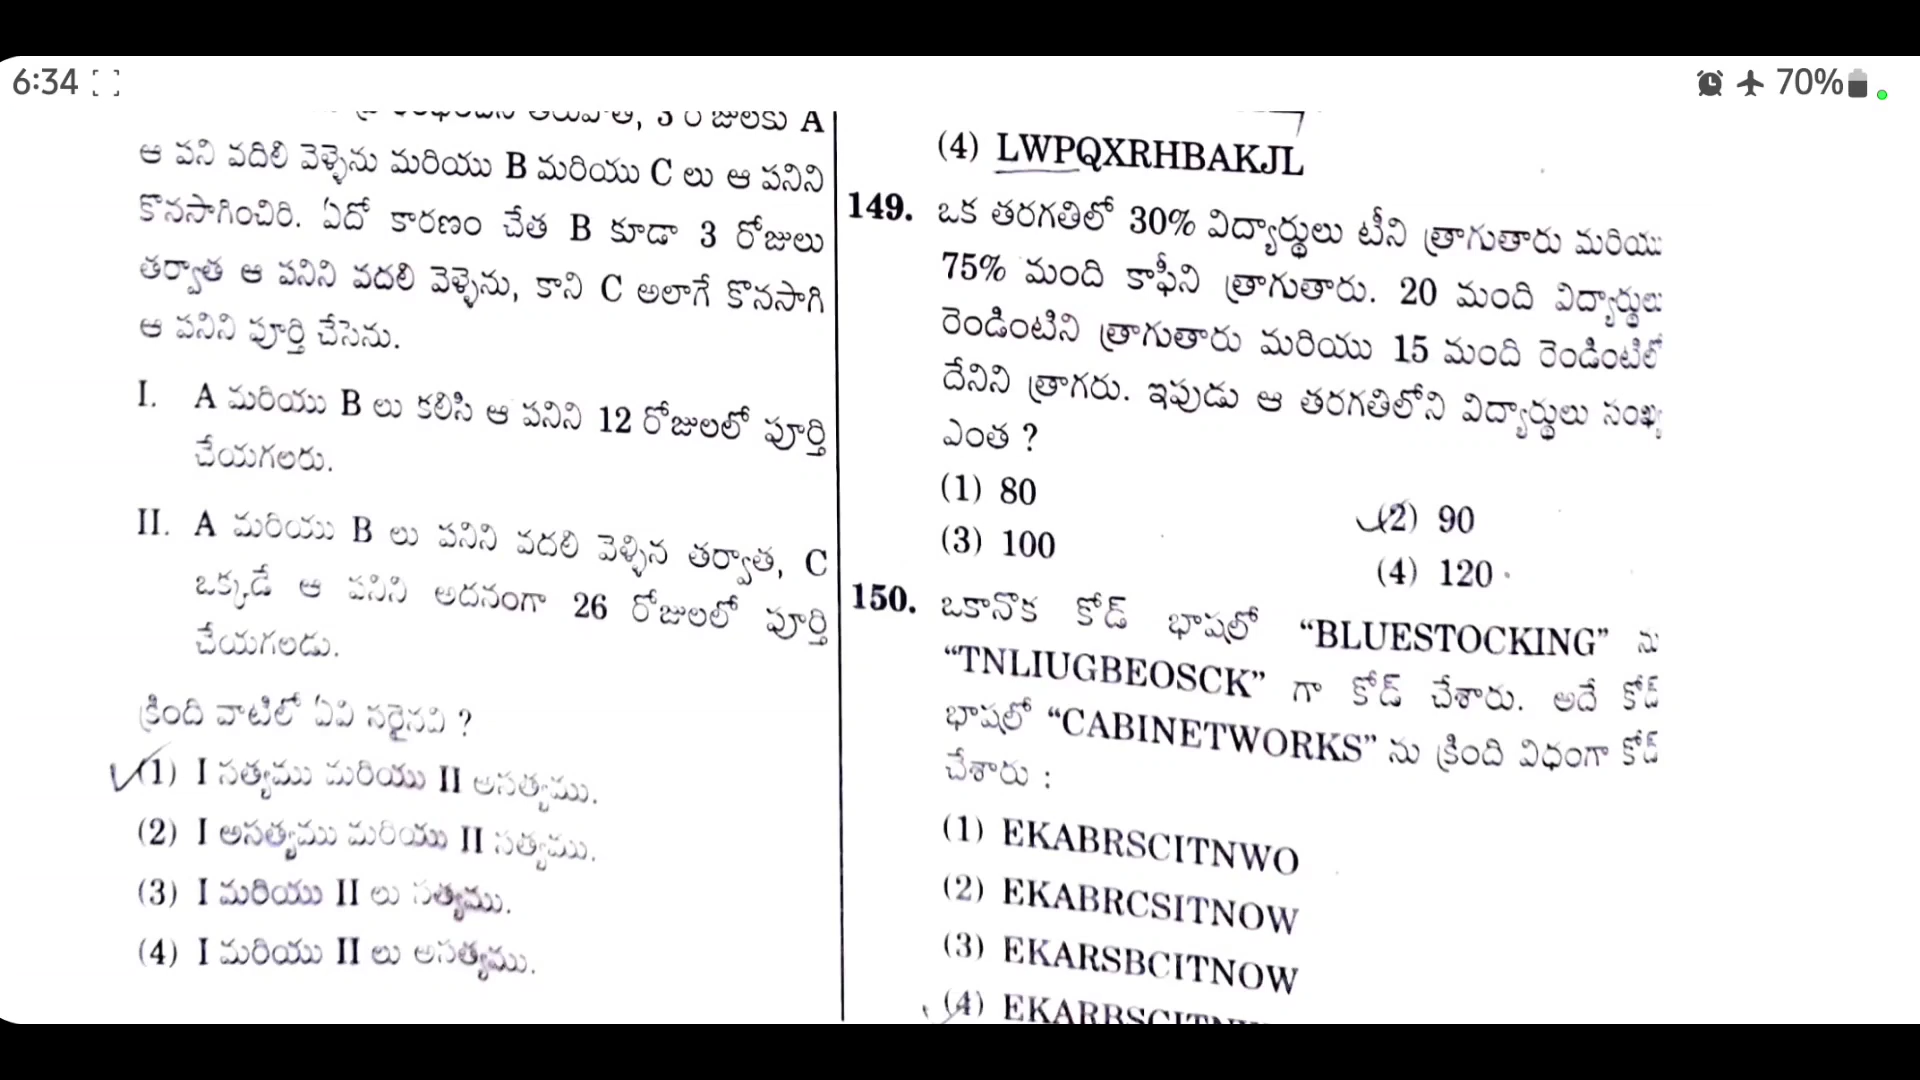 6:34
70%
3 రోజులకు A
ఆ పని వదిలి వెళ్ళెను మరియు B మరియు C లు ఆ పనిని
కొనసాగించిరి. ఏదో కారణం చేత B కూడా 3 రోజులు
తర్వాత ఆ పనిని వదలి వెళ్ళెను, కాని C అలాగే కొనసాగి
ఆ పనిని పూర్తి చేసెను.
I. A మరియు B లు కలిసి ఆ పనిని 12 రోజులలో పూర్తి
చేయగలరు.
II. A మరియు B లు పనిని వదలి వెళ్ళిన తర్వాత, C
ఒక్కడే ఆ పనిని అదనంగా 26 రోజులలో పూర్తి
చేయగలడు.
క్రింది వాటిలో ఏవి సరైనవి ?
(1) I సత్యము మరియు II అసత్యము.
(2) I అసత్యము మరియు II సత్యము.
(3) I మరియు II లు సత్యము.
(4) I మరియు II లు అసత్యము.
(4) LWPQXRHBAKJL
149. ఒక తరగతిలో 30% విద్యార్థులు టీని త్రాగుతారు మరియు
75% మంది కాఫీని త్రాగుతారు. 20 మంది విద్యార్థులు
రెండింటిని త్రాగుతారు మరియు 15 మంది రెండింటిలో
దేనిని త్రాగరు. ఇపుడు ఆ తరగతిలోని విద్యార్థులు సంఖ్య
ఎంత ?
(1) 80 (2) 90
(3) 100 (4) 120
150. ఒకానొక కోడ్ భాషలో “BLUESTOCKING” ను
“TNLIUGBEOSCK” గా కోడ్ చేశారు. అదే కోడ్
భాషలో “CABINETWORKS” ను క్రింది విధంగా కోడ్
చేశారు :
(1) EKABRSCITNWO
(2) EKABRCSITNOW
(3) EKARSBCITNOW
(4)